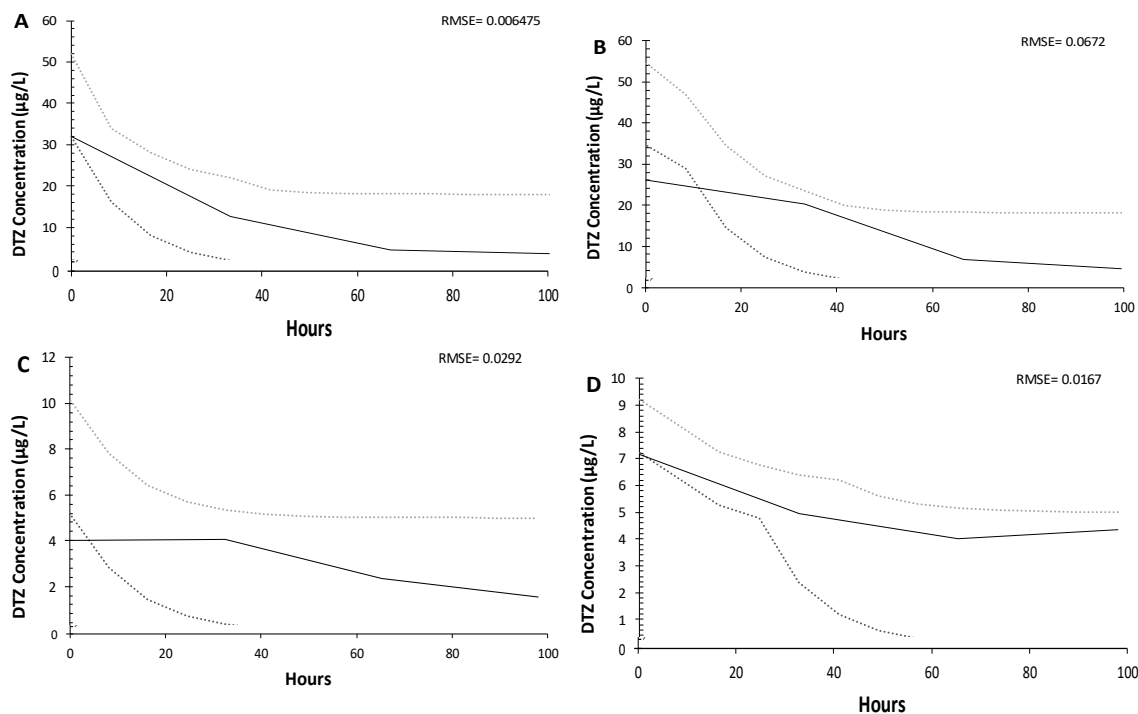 A
RMSE= 0.006475
DTZ Concentration (µg/L)
60
50
40
30
20
10
0
0 20 40 60 80 100
Hours
B
RMSE= 0.0672
DTZ Concentration (µg/L)
60
50
40
30
20
10
0
0 20 40 60 80 100
Hours
C
RMSE= 0.0292
DTZ Concentration (µg/L)
12
10
8
6
4
2
0
0 20 40 60 80 100
Hours
D
RMSE= 0.0167
DTZ Concentration (µg/L)
10
9
8
7
6
5
4
3
2
1
0
0 20 40 60 80 100
Hours